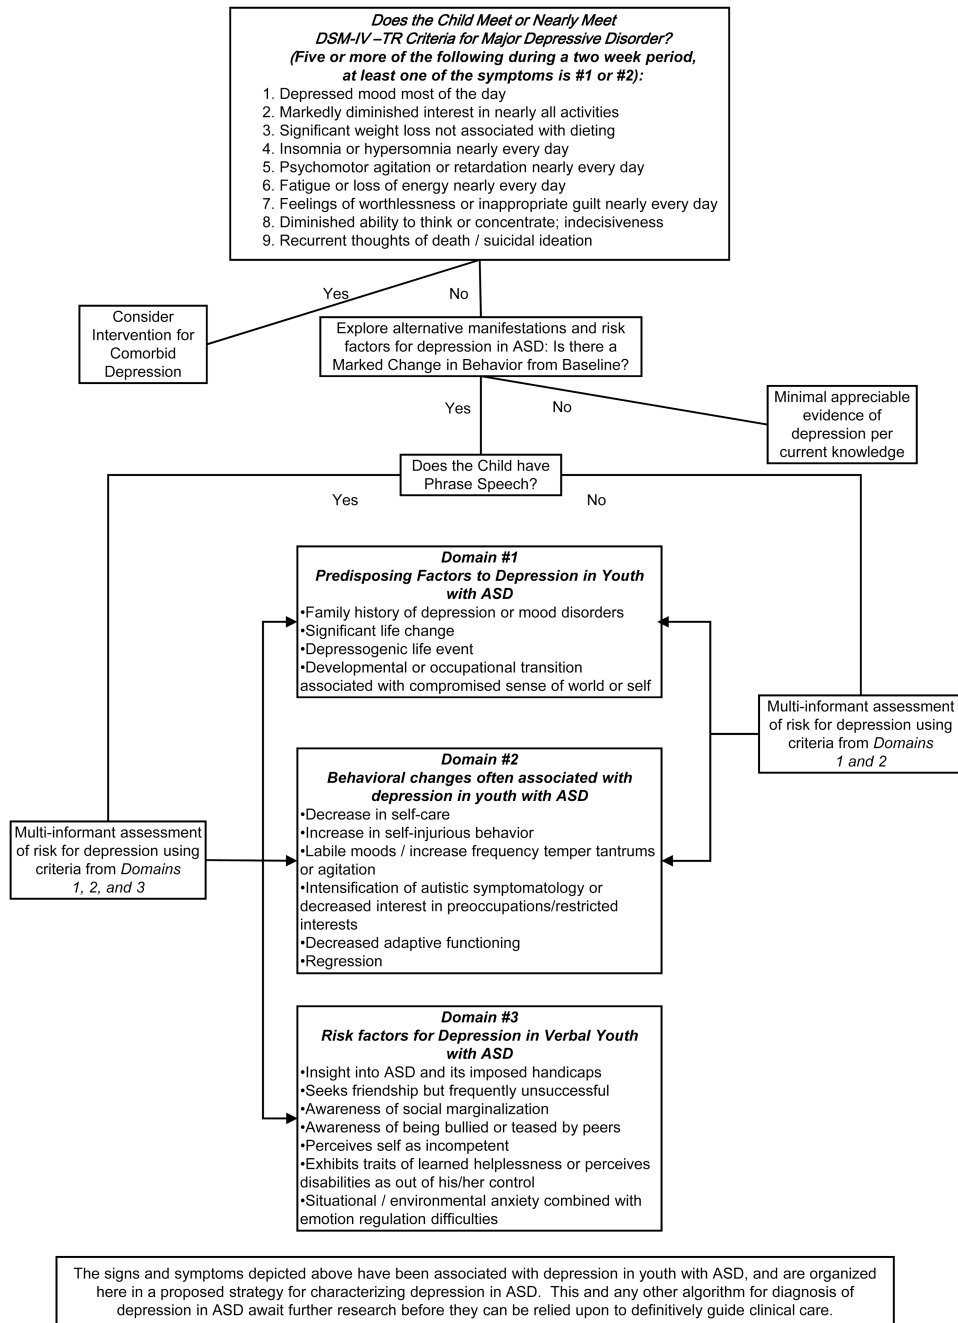 Does the Child Meet or Nearly Meet
DSM-IV –TR Criteria for Major Depressive Disorder?
(Five or more of the following during a two week period,
at least one of the symptoms is #1 or #2):
1. Depressed mood most of the day
2. Markedly diminished interest in nearly all activities
3. Significant weight loss not associated with dieting
4. Insomnia or hypersomnia nearly every day
5. Psychomotor agitation or retardation nearly every day
6. Fatigue or loss of energy nearly every day
7. Feelings of worthlessness or inappropriate guilt nearly every day
8. Diminished ability to think or concentrate; indecisiveness
9. Recurrent thoughts of death / suicidal ideation
Yes
No
Consider
Intervention for
Comorbid
Depression
Explore alternative manifestations and risk
factors for depression in ASD: Is there a
Marked Change in Behavior from Baseline?
Yes
No
Minimal appreciable
evidence of
depression per
current knowledge
Does the Child have
Phrase Speech?
Yes
No
Domain #1
Predisposing Factors to Depression in Youth
with ASD
•Family history of depression or mood disorders
•Significant life change
•Depressogenic life event
•Developmental or occupational transition
associated with compromised sense of world or self
Multi-informant assessment
of risk for depression using
criteria from Domains
1 and 2
Domain #2
Behavioral changes often associated with
depression in youth with ASD
•Decrease in self-care
•Increase in self-injurious behavior
•Labile moods / increase frequency temper tantrums
or agitation
•Intensification of autistic symptomatology or
decreased interest in preoccupations/restricted
interests
•Decreased adaptive functioning
•Regression
Multi-informant assessment
of risk for depression using
criteria from Domains
1, 2, and 3
Domain #3
Risk factors for Depression in Verbal Youth
with ASD
•Insight into ASD and its imposed handicaps
•Seeks friendship but frequently unsuccessful
•Awareness of social marginalization
•Awareness of being bullied or teased by peers
•Perceives self as incompetent
•Exhibits traits of learned helplessness or perceives
disabilities as out of his/her control
•Situational / environmental anxiety combined with
emotion regulation difficulties
The signs and symptoms depicted above have been associated with depression in youth with ASD, and are organized
here in a proposed strategy for characterizing depression in ASD.  This and any other algorithm for diagnosis of
depression in ASD await further research before they can be relied upon to definitively guide clinical care.